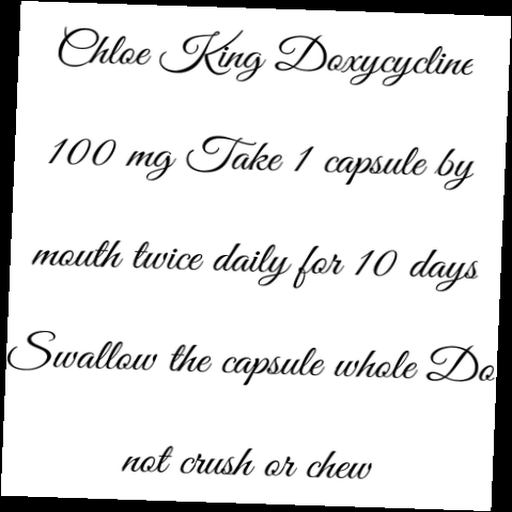 Chloe King Doxycycline
100 mg Take 1 capsule by
mouth twice daily for 10 days
Swallow the capsule whole Do
not crush or chew